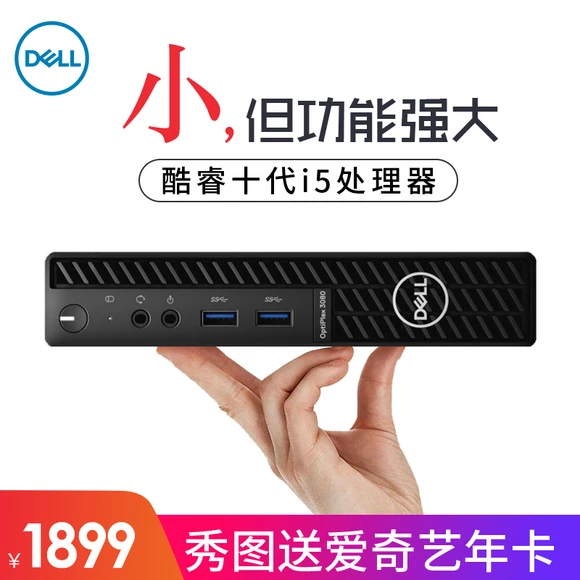 DELL
小,但功能强大
酷睿十代i5处理器
OptiPlex 3080
DELL
¥1899
秀图送爱奇艺年卡